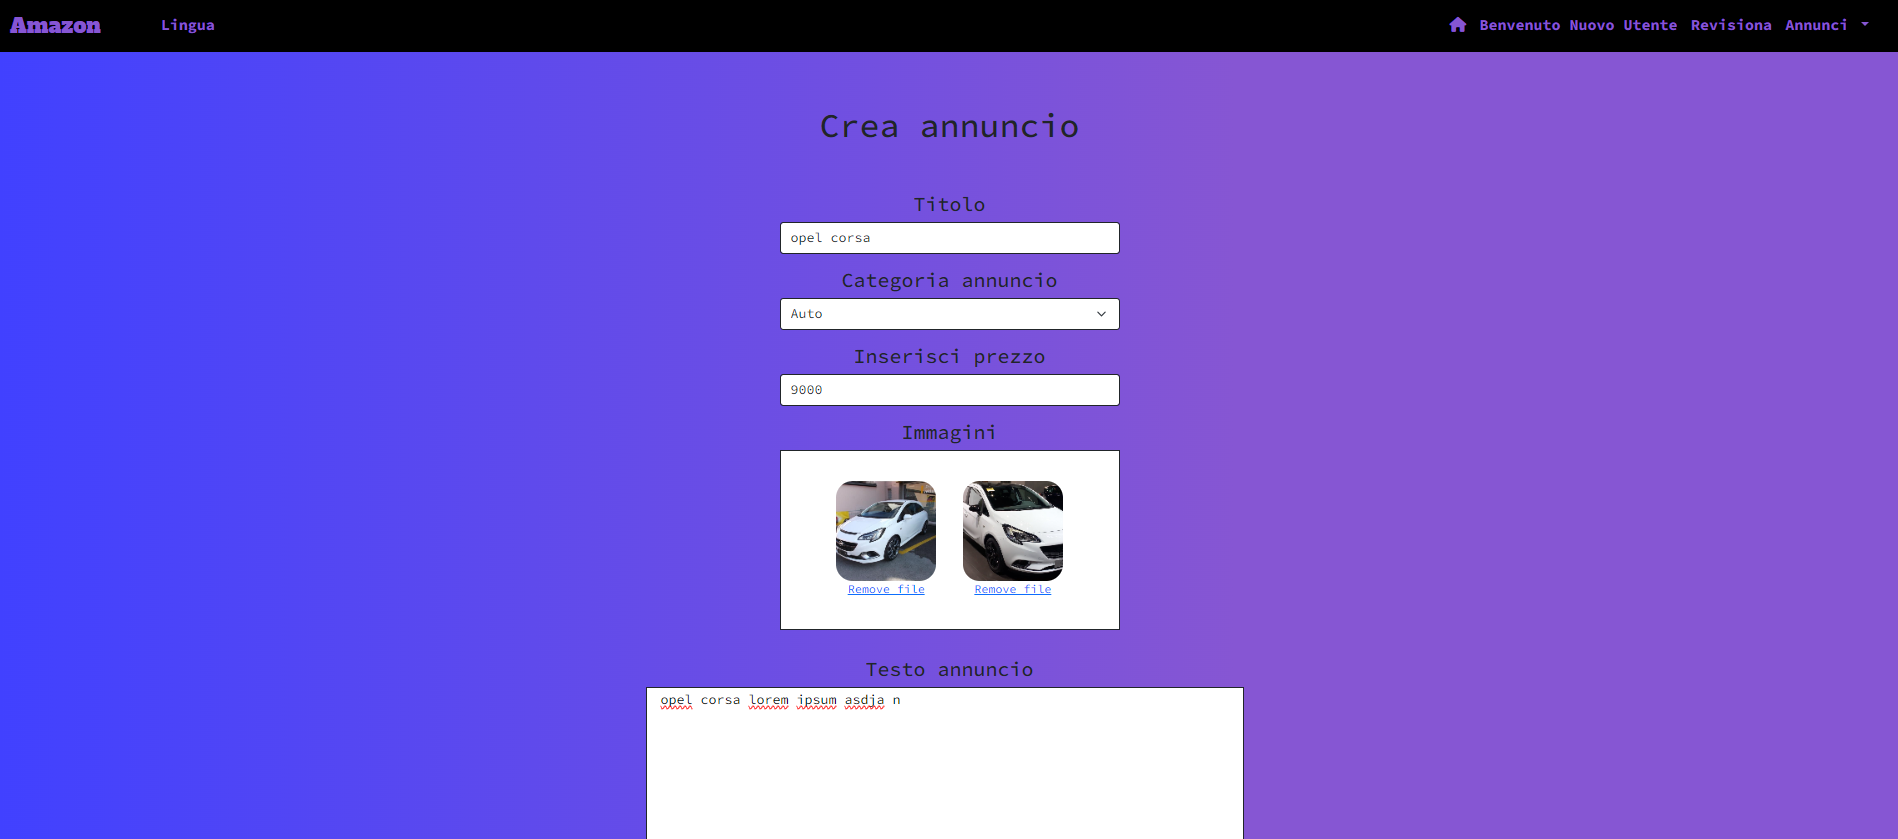 Amazon
Lingua
Benvenuto Nuovo Utente Revisiona Annunci
Crea annuncio
Titolo
opel corsa
Categoria annuncio
Auto
Inserisci prezzo
9000
Immagini
Remove file Remove file
Testo annuncio
opel corsa lorem ipsum asdja n